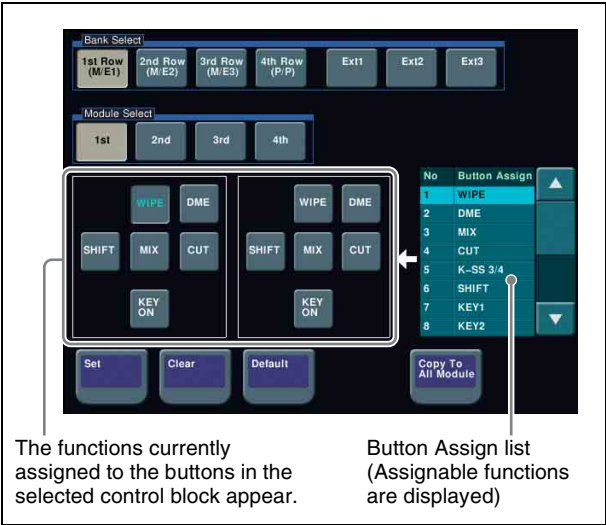 Bank Select
1st Row (M/E1)
2nd Row (M/E2)
3rd Row (M/E3)
4th Row (P/P)
Ext1
Ext2
Ext3
Module Select
1st
2nd
3rd
4th
WIPE
DME
SHIFT
MIX
CUT
KEY ON
WIPE
DME
SHIFT
MIX
CUT
KEY ON
No Button Assign
1 WIPE
2 DME
3 MIX
4 CUT
5 K–SS 3/4
6 SHIFT
7 KEY1
8 KEY2
Set
Clear
Default
Copy To All Module
The functions currently
assigned to the buttons in the
selected control block appear.
Button Assign list
(Assignable functions
are displayed)